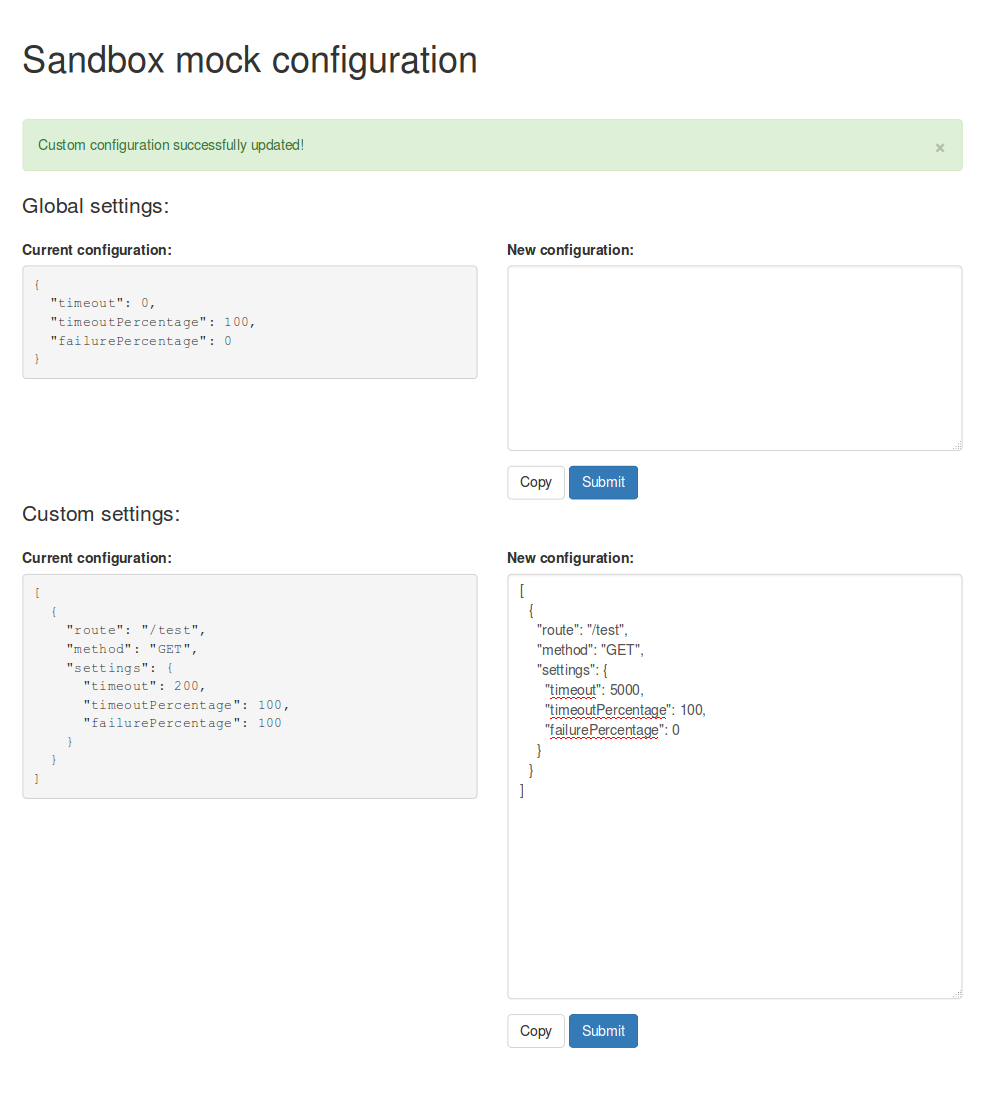 Sandbox mock configuration
Custom configuration successfully updated!
×
Global settings:
Current configuration:
{
  "timeout": 0,
  "timeoutPercentage": 100,
  "failurePercentage": 0
}
New configuration:
Copy
Submit
Custom settings:
Current configuration:
[
  {
    "route": "/test",
    "method": "GET",
    "settings": {
      "timeout": 200,
      "timeoutPercentage": 100,
      "failurePercentage": 100
    }
  }
]
New configuration:
[
  {
    "route": "/test",
    "method": "GET",
    "settings": {
      "timeout": 5000,
      "timeoutPercentage": 100,
      "failurePercentage": 0
    }
  }
]
Copy
Submit